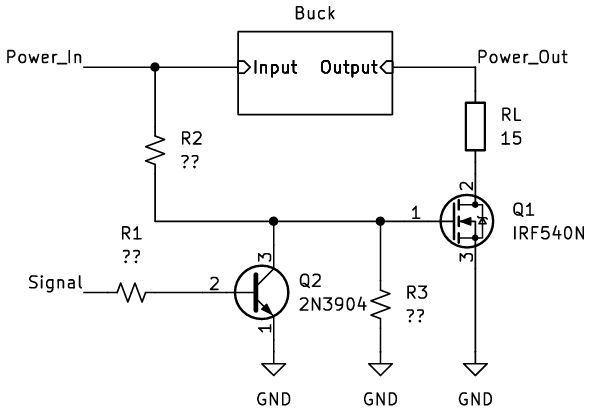 Buck
Power_In
Input
Output
Power_Out
RL
15
R2
??
2
1
Q1
IRF540N
R1
??
3
3
Signal
2
Q2
2N3904
R3
??
1
GND
GND
GND